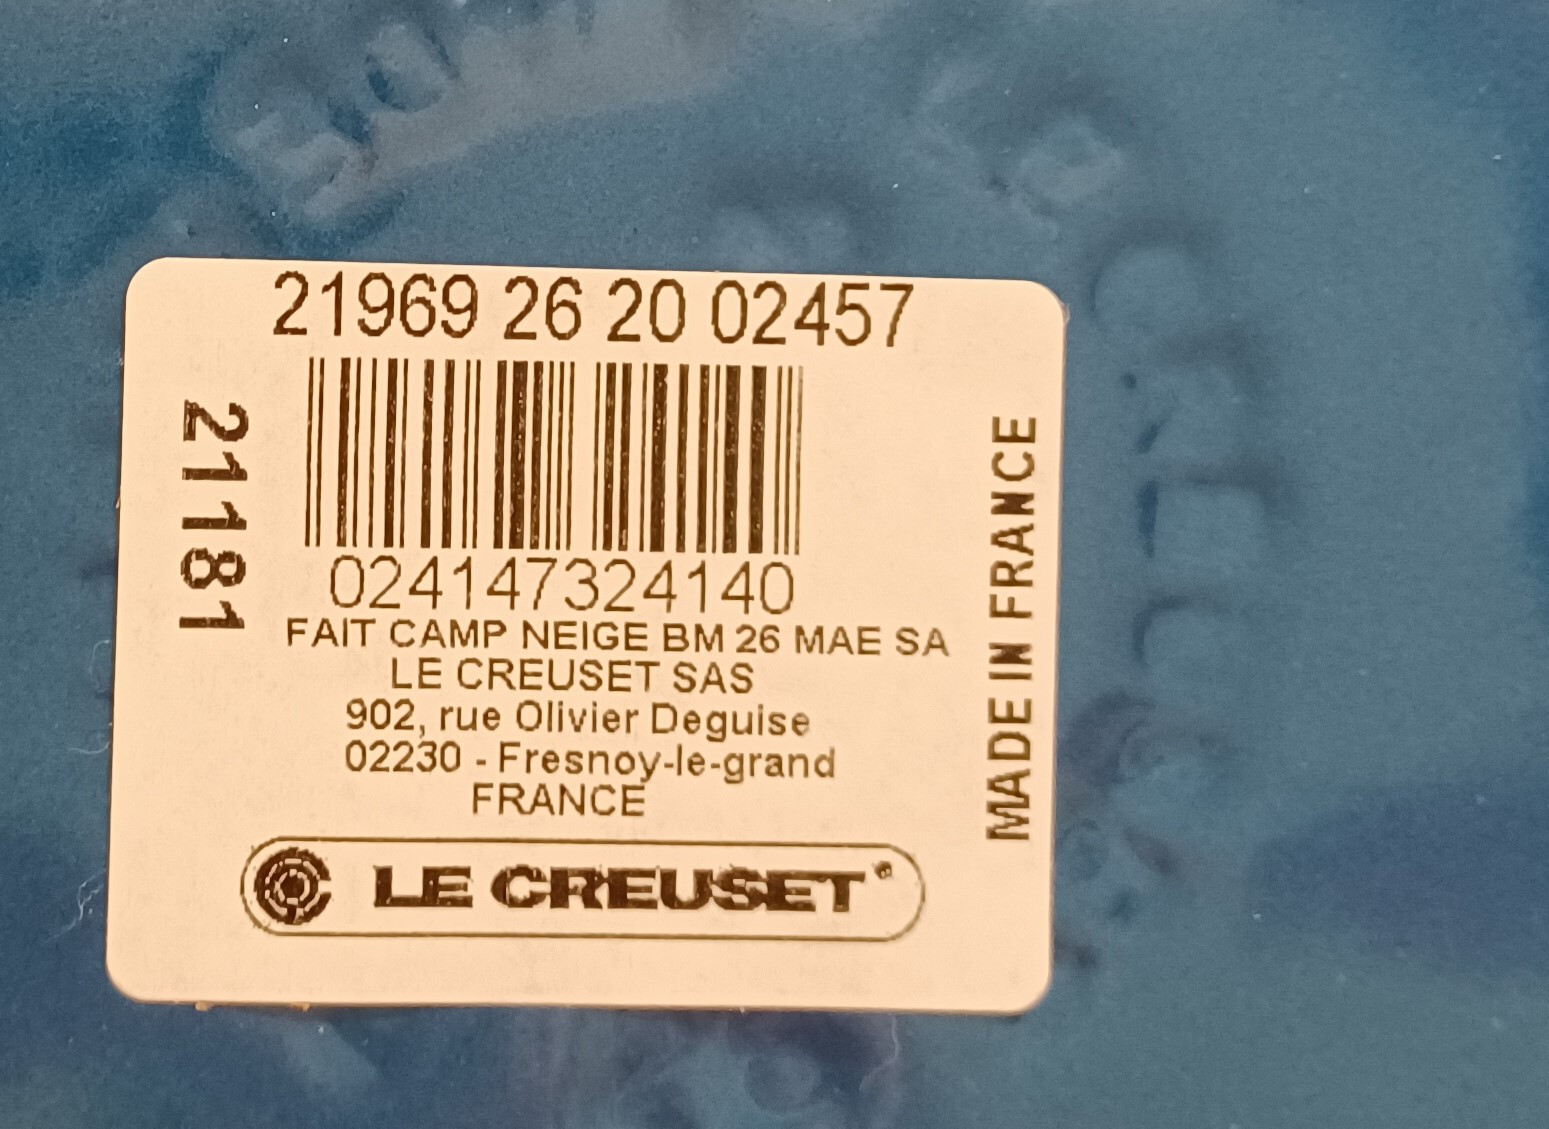 21969 26 20 02457
21181
024147324140
FAIT CAMP NEIGE BM 26 MAE SA
LE CREUSET SAS
902, rue Olivier Deguise
02230 - Fresnoy-le-grand
FRANCE
LE CREUSET
MADE IN FRANCE